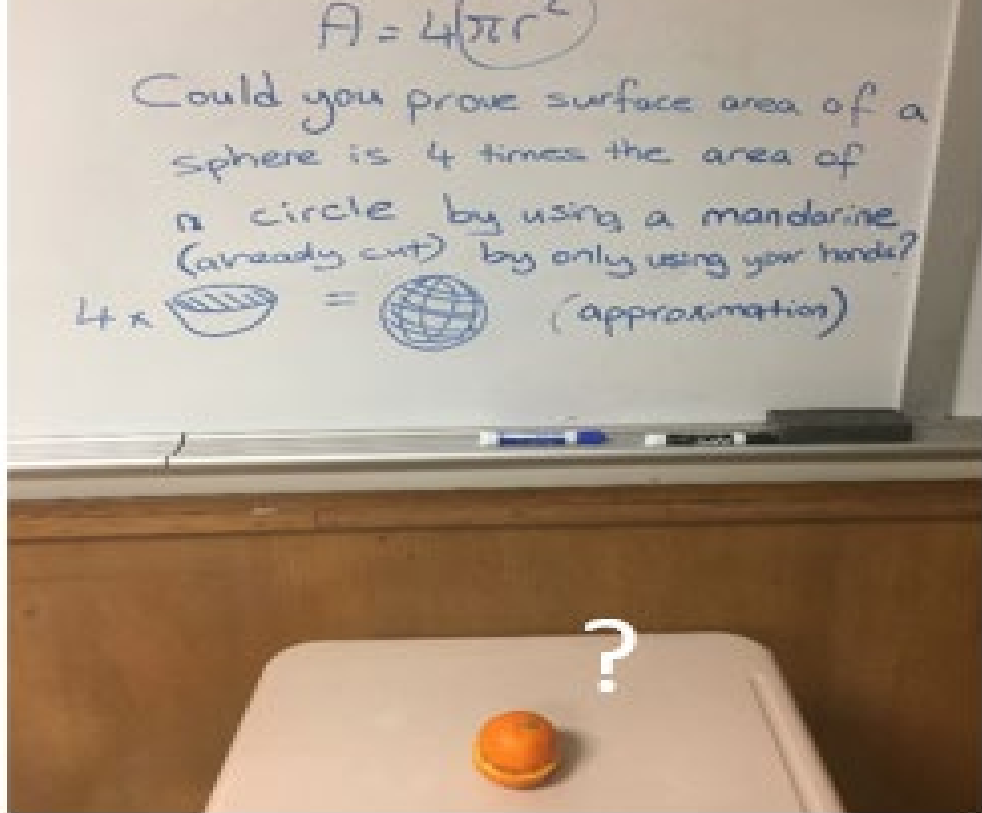 A = 4πr²
Could you prove surface area of a
sphere is 4 times the area of
a circle by using a mandarine
(already cut) by only using your hands?
4 x = (approximation)
?